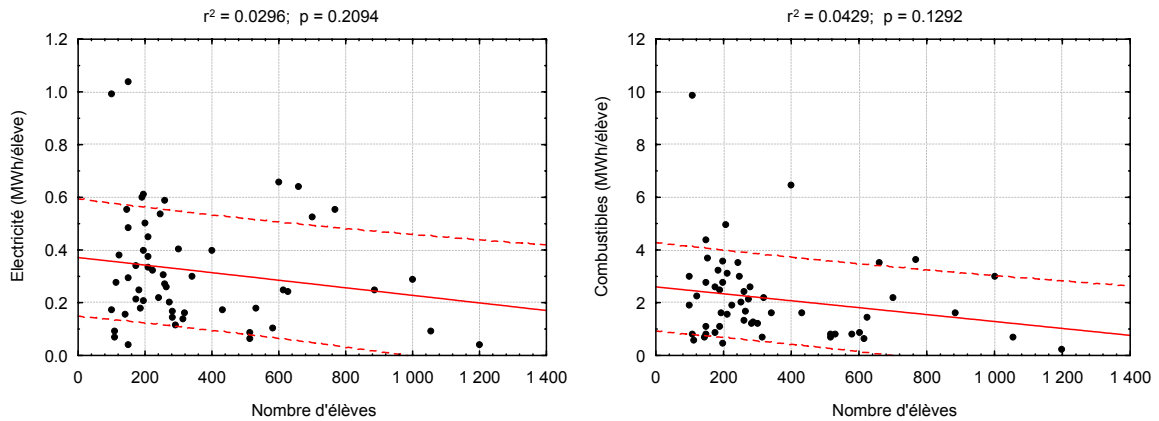 r² = 0.0296; p = 0.2094
1.2
1.0
0.8
0.6
0.4
0.2
0.0
Electricité (MWh/élève)
0 200 400 600 800 1 000 1 200 1 400
Nombre d'élèves
r² = 0.0429; p = 0.1292
12
10
8
6
4
2
0
Combustibles (MWh/élève)
0 200 400 600 800 1 000 1 200 1 400
Nombre d'élèves